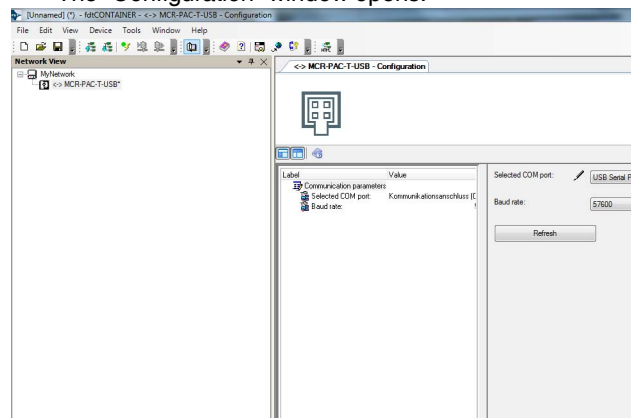 The "Configuration" window opens.
[Unnamed] (*) - fdtCONTAINER - <-> MCR-PAC-T-USB - Configuration
File Edit View Device Tools Window Help
Network View
MyNetwork
<-> MCR-PAC-T-USB*
<-> MCR-PAC-T-USB - Configuration
Label Value
Communication parameters
Selected COM port: Kommunikationsanschluss (C
Baud rate:
Selected COM port: USB Serial P
Baud rate: 57600
Refresh